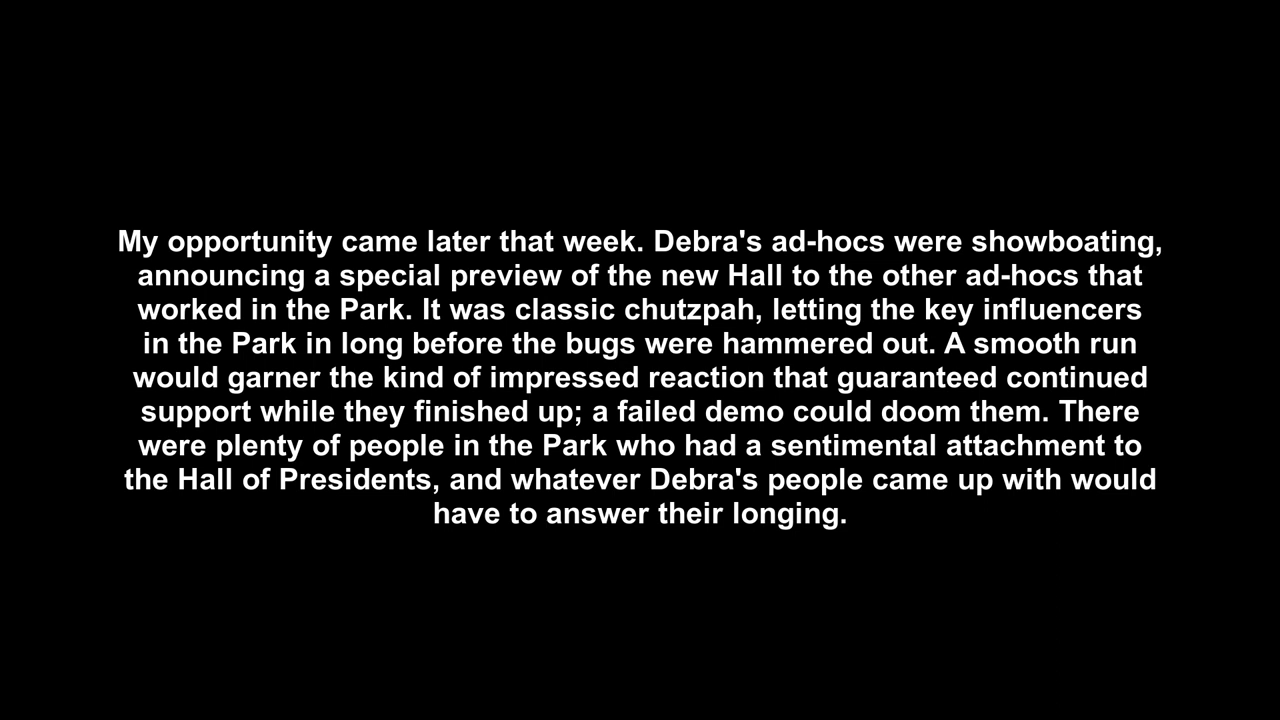 My opportunity came later that week. Debra's ad-hocs were showboating,
announcing a special preview of the new Hall to the other ad-hocs that
worked in the Park. It was classic chutzpah, letting the key influencers
in the Park in long before the bugs were hammered out. A smooth run
would garner the kind of impressed reaction that guaranteed continued
support while they finished up; a failed demo could doom them. There
were plenty of people in the Park who had a sentimental attachment to
the Hall of Presidents, and whatever Debra's people came up with would
have to answer their longing.